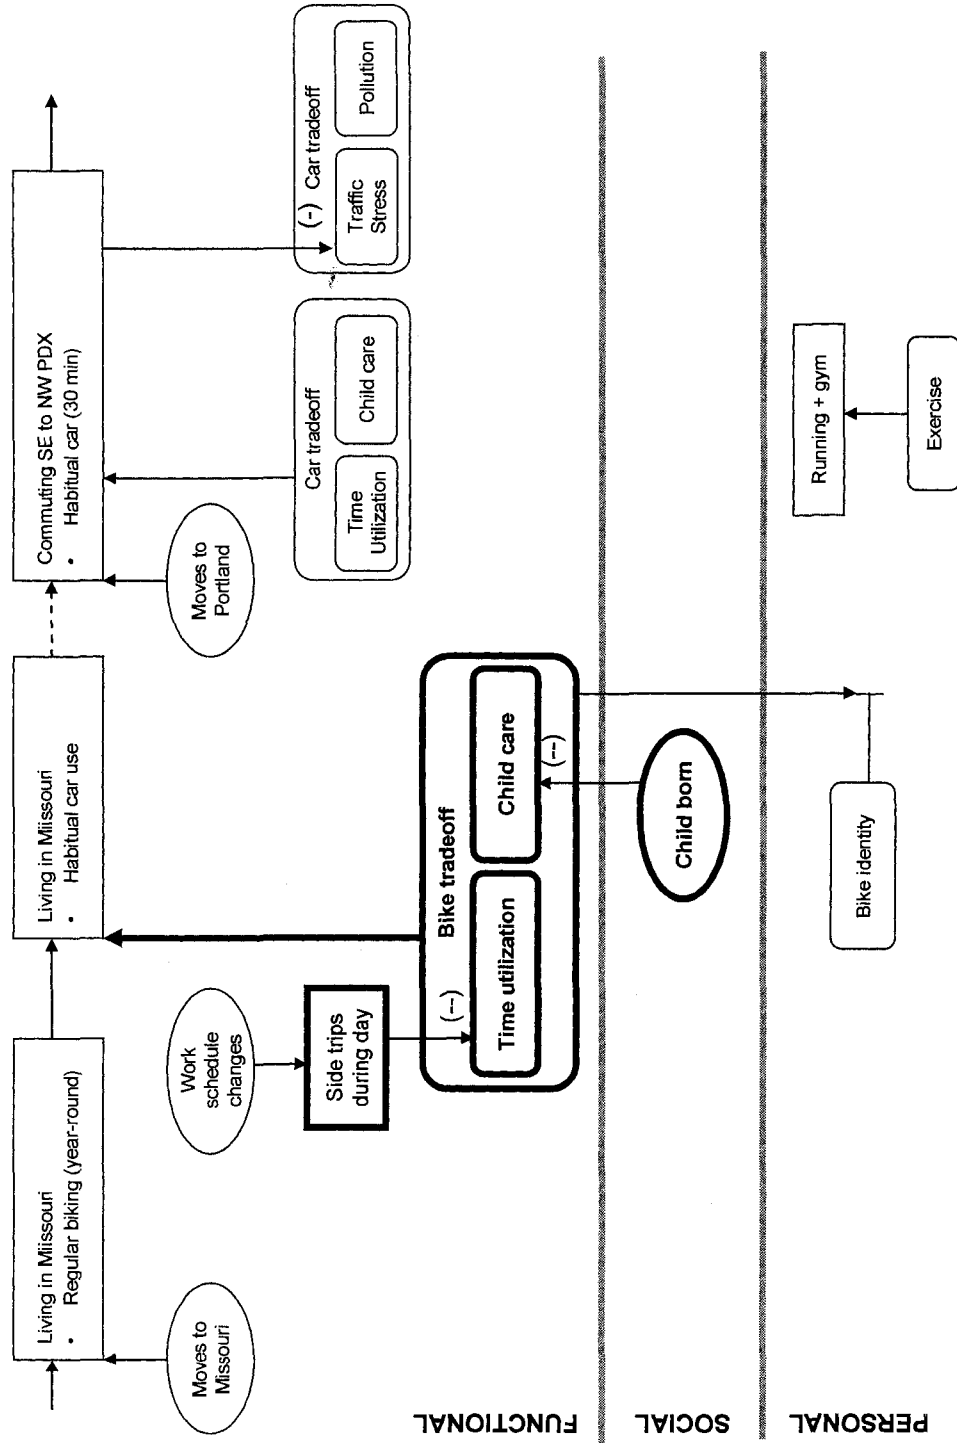 Living in Miissouri
• Regular biking (year-round)
Living in Miissouri
• Habitual car use
Commuting SE to NW PDX
• Habitual car (30 min)
Moves to
Missouri
Work
schedule
changes
Moves to
Portland
Side trips
during day
Car tradeoff
Time
Utilization
Child care
(-) Car tradeoff
Traffic
Stress
Pollution
FUNCTIONAL
Bike tradeoff
(--)
Time utilization
Child care
(--)
SOCIAL
Child born
PERSONAL
Bike identity
Running + gym
Exercise